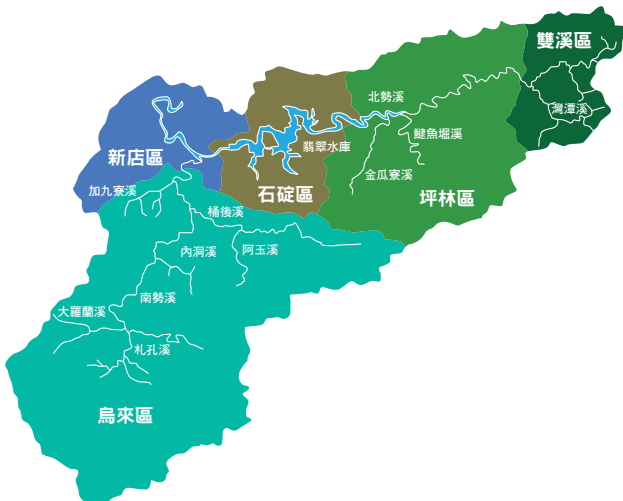 雙溪區
北勢溪
灣潭溪
鰎魚堀溪
翡翠水庫
新店區
金瓜寮溪
加九寮溪
石碇區
坪林區
桶後溪
內洞溪
阿玉溪
南勢溪
大羅蘭溪
札孔溪
烏來區